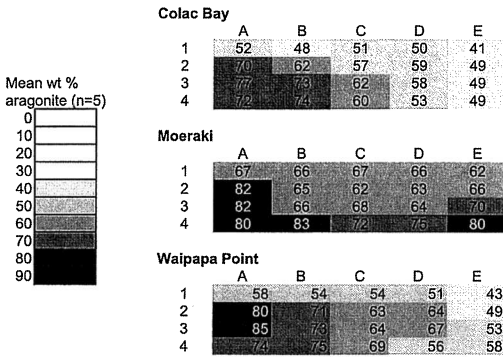 Colac Bay
A B C D E
1 52 48 51 50 41
2 70 62 57 59 49
3 77 73 62 58 49
4 72 74 60 53 49
Mean wt %
aragonite (n=5)
0
10
20
30
40
50
60
70
80
90
Moeraki
A B C D E
1 67 66 67 66 62
2 82 65 62 63 66
3 82 66 68 64 70
4 80 83 72 75 80
Waipapa Point
A B C D E
1 58 54 54 51 43
2 80 71 63 64 49
3 85 73 64 67 53
4 74 75 69 56 58